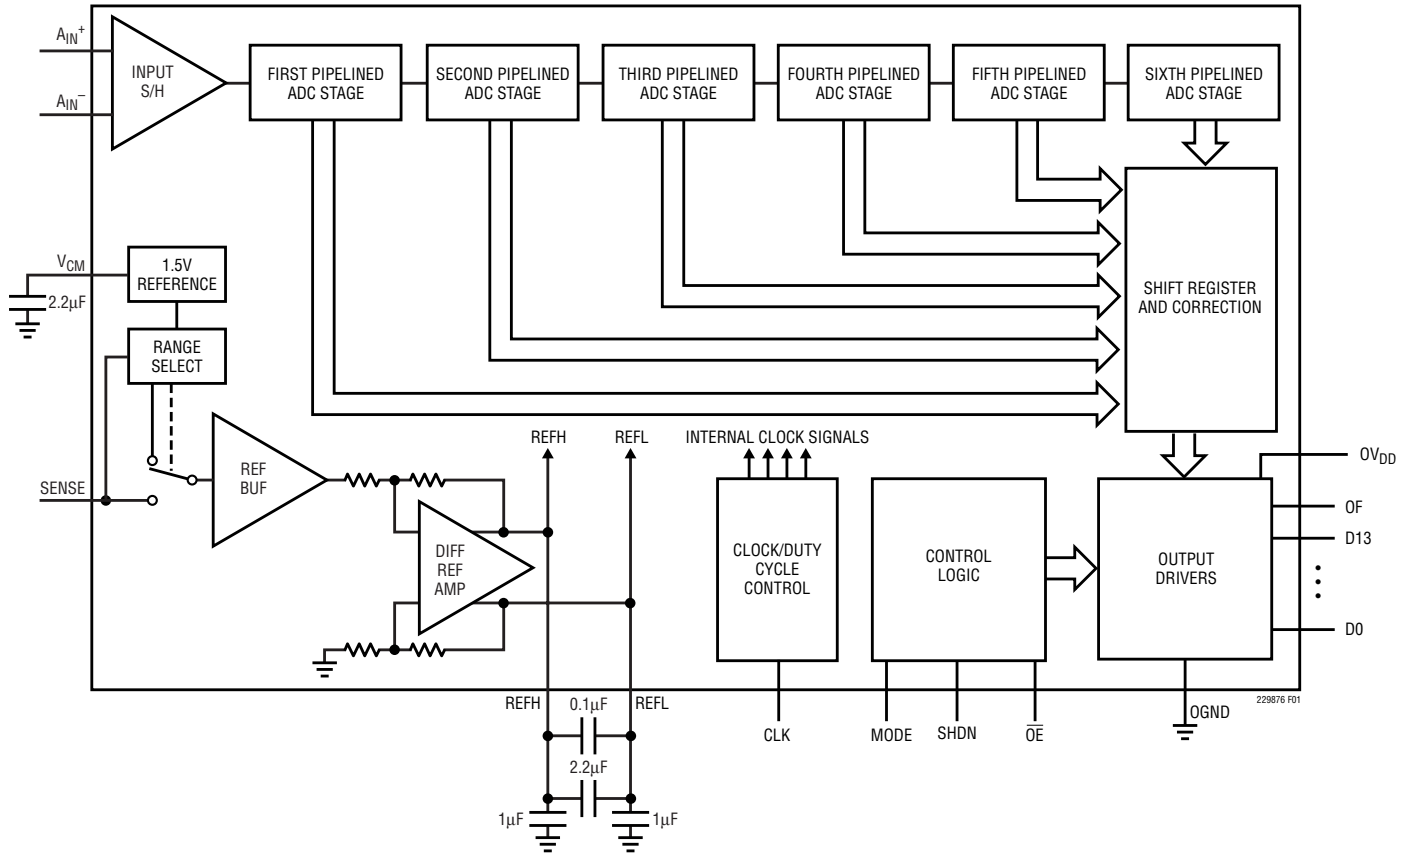 AIN+
INPUT
S/H
AIN−
FIRST PIPELINED
ADC STAGE
SECOND PIPELINED
ADC STAGE
THIRD PIPELINED
ADC STAGE
FOURTH PIPELINED
ADC STAGE
FIFTH PIPELINED
ADC STAGE
SIXTH PIPELINED
ADC STAGE
VCM
2.2μF
1.5V
REFERENCE
RANGE
SELECT
SHIFT REGISTER
AND CORRECTION
SENSE
REF
BUF
DIFF
REF
AMP
REFH
REFL
INTERNAL CLOCK SIGNALS
CLOCK/DUTY
CYCLE
CONTROL
CONTROL
LOGIC
OUTPUT
DRIVERS
OVDD
OF
D13
D0
REFH
0.1μF
REFL
2.2μF
1μF
1μF
CLK
MODE
SHDN
O̅E̅
OGND
229876 F01